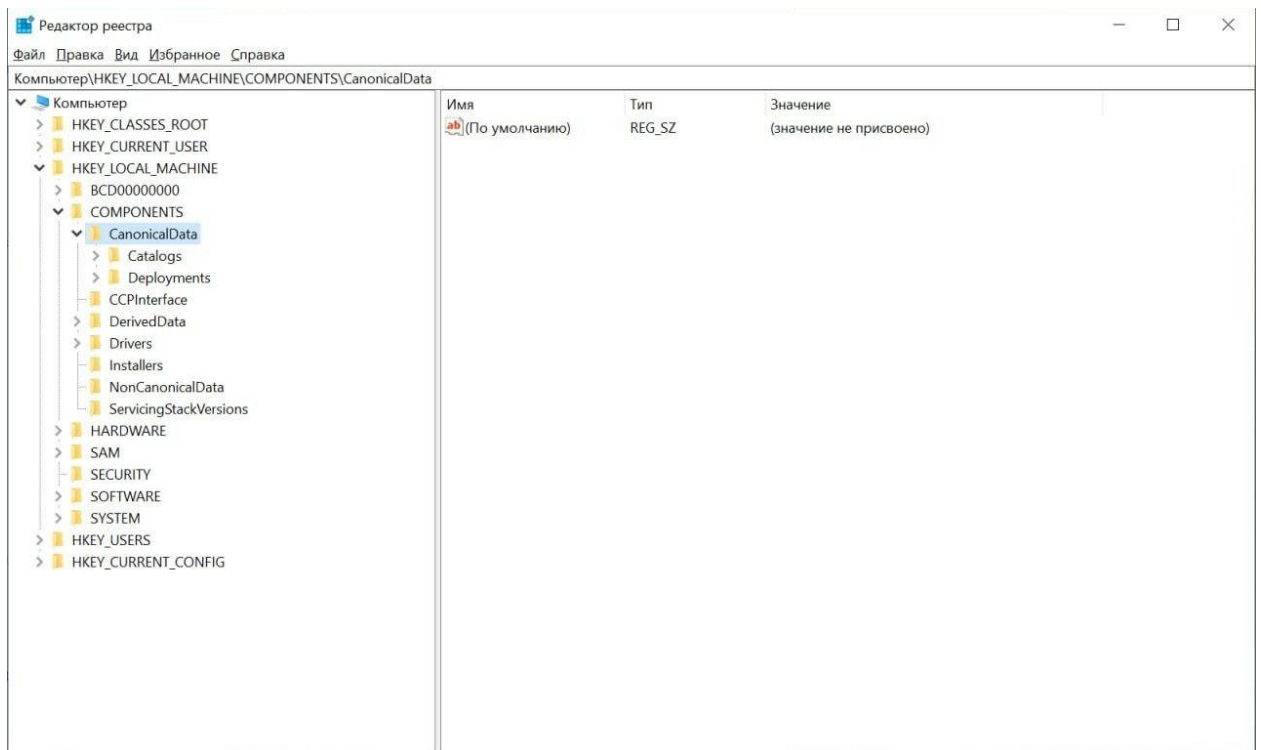 Редактор реестра
Файл Правка Вид Избранное Справка
Компьютер\HKEY_LOCAL_MACHINE\COMPONENTS\CanonicalData
Компьютер
HKEY_CLASSES_ROOT
HKEY_CURRENT_USER
HKEY_LOCAL_MACHINE
BCD00000000
COMPONENTS
CanonicalData
Catalogs
Deployments
CCPInterface
DerivedData
Drivers
Installers
NonCanonicalData
ServicingStackVersions
HARDWARE
SAM
SECURITY
SOFTWARE
SYSTEM
HKEY_USERS
HKEY_CURRENT_CONFIG
Имя Тип Значение
ab (По умолчанию) REG_SZ (значение не присвоено)